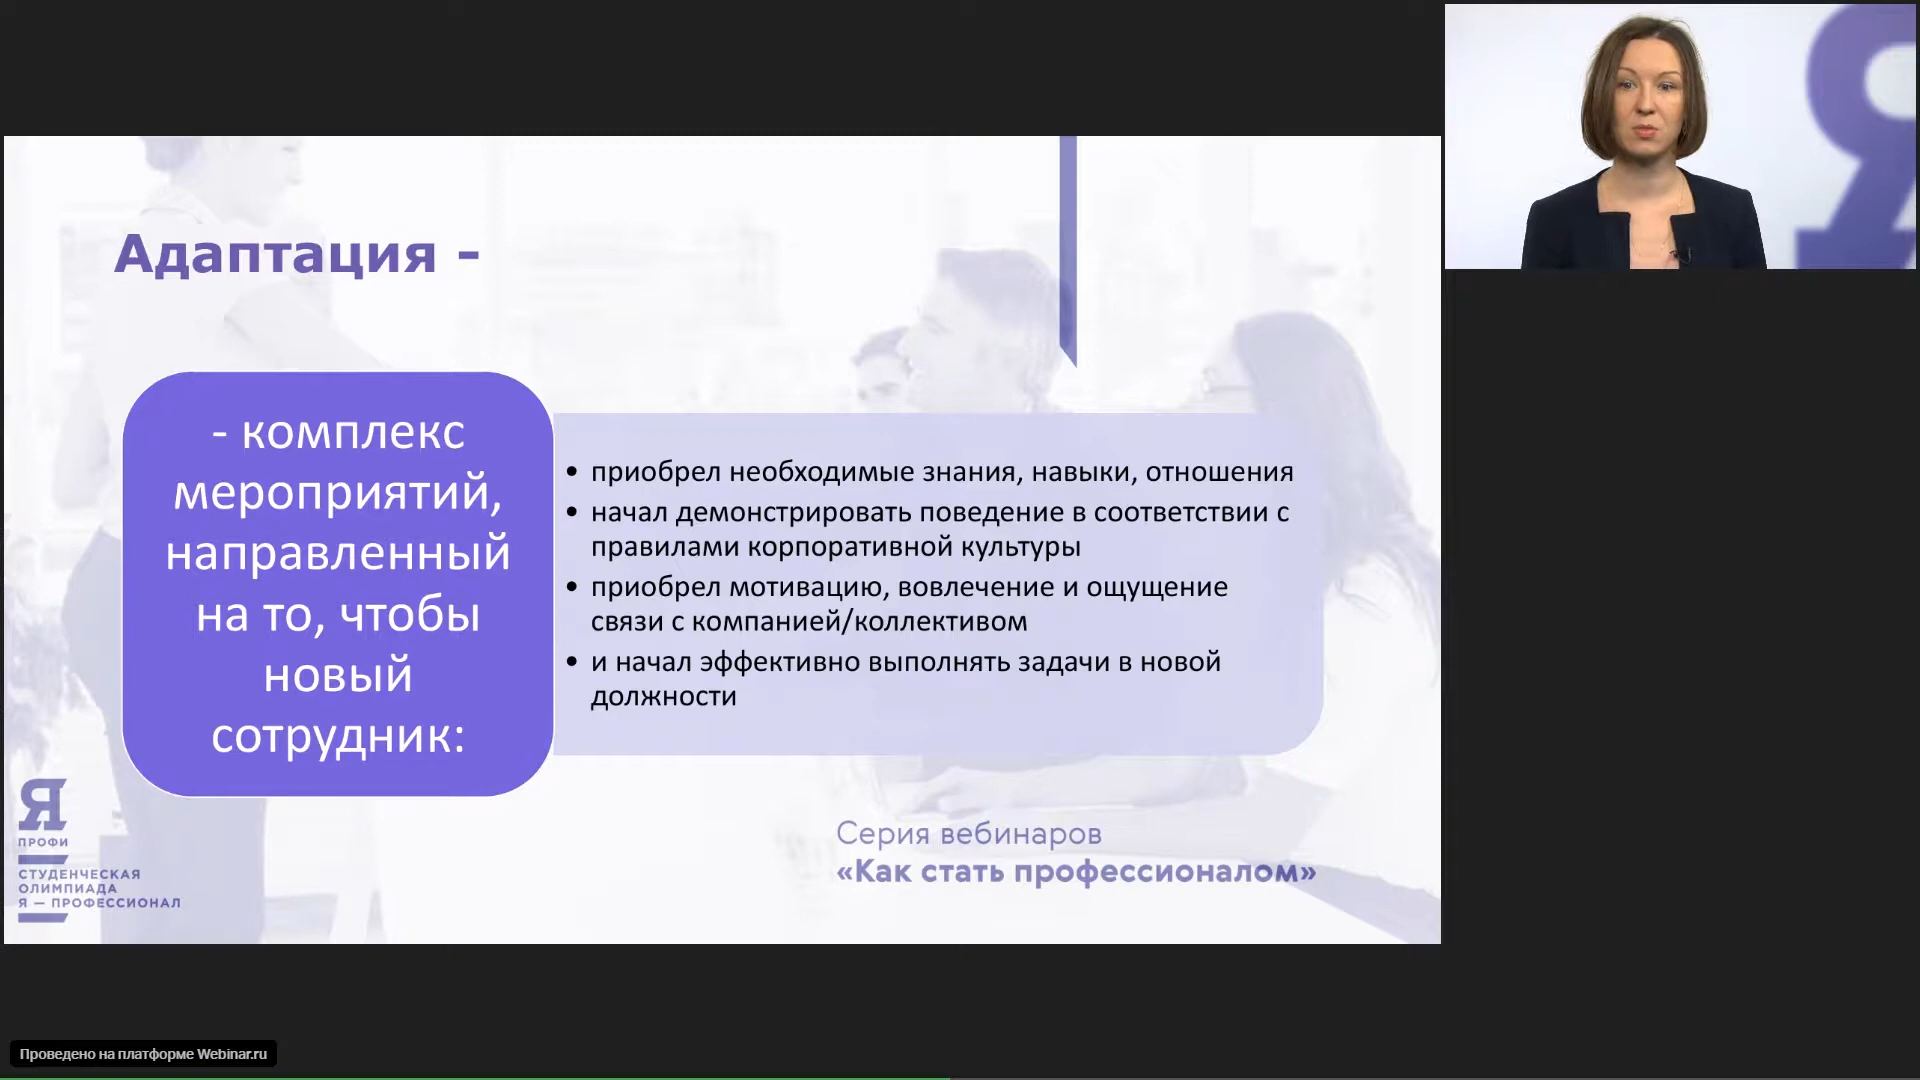 Адаптация -
- комплекс
мероприятий,
направленный
на то, чтобы
новый
сотрудник:
• приобрел необходимые знания, навыки, отношения
• начал демонстрировать поведение в соответствии с
правилами корпоративной культуры
• приобрел мотивацию, вовлечение и ощущение
связи с компанией/коллективом
• и начал эффективно выполнять задачи в новой
должности
Я
ПРОФИ
СТУДЕНЧЕСКАЯ
ОЛИМПИАДА
Я — ПРОФЕССИОНАЛ
Серия вебинаров
«Как стать профессионалом»
Я
Проведено на платформе Webinar.ru